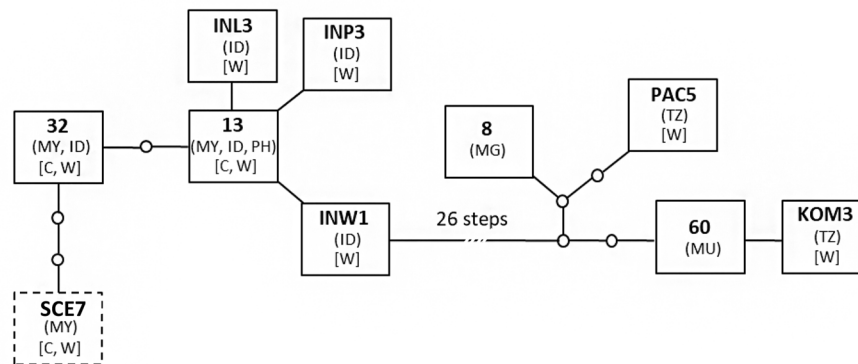 INL3
(ID)
[W]
INP3
(ID)
[W]
32
(MY, ID)
[C, W]
13
(MY, ID, PH)
[C, W]
8
(MG)
PAC5
(TZ)
[W]
INW1
(ID)
[W]
26 steps
60
(MU)
KOM3
(TZ)
[W]
SCE7
(MY)
[C, W]